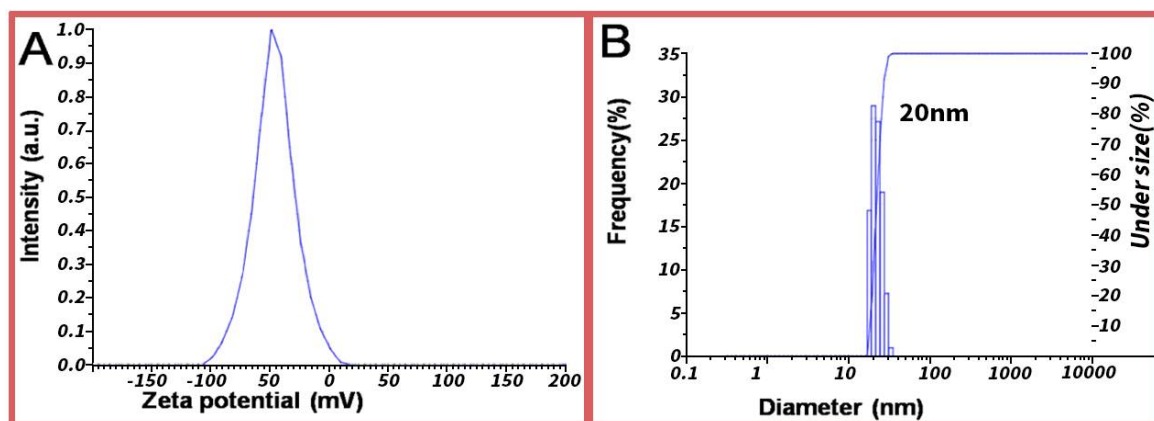 A
Intensity (a.u.)
1.0
0.9
0.8
0.7
0.6
0.5
0.4
0.3
0.2
0.1
0.0
-150 -100 50 0 50 100 150 200
Zeta potential (mV)
B
Frequency(%)
35
30
25
20
15
10
5
0
20nm
0.1 1 10 100 1000 10000
Diameter (nm)
-100
-90
-80
-70
-60
-50
-40
-30
-20
-10
Under size(%)